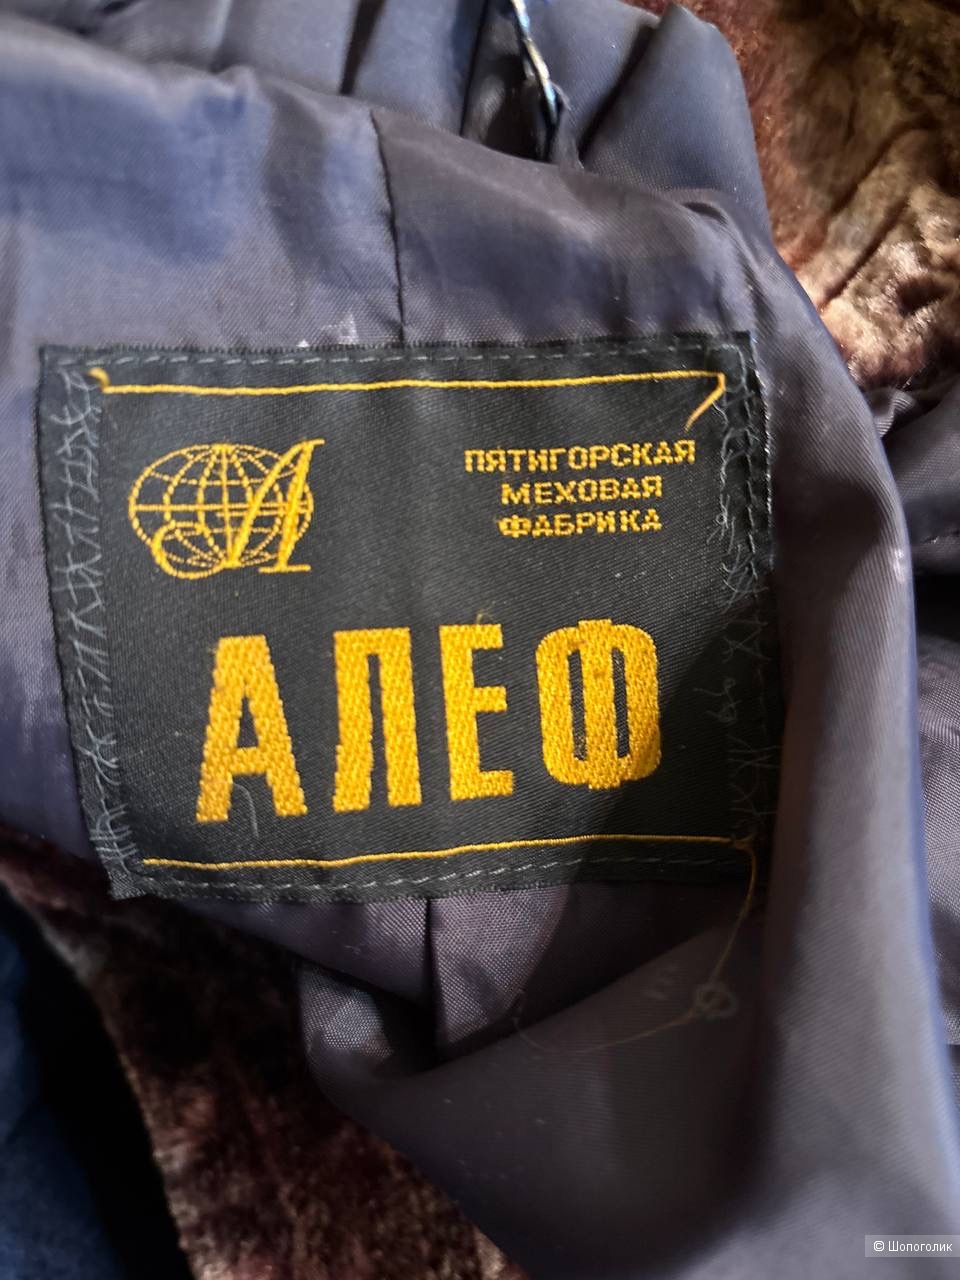 А
ПЯТИГОРСКАЯ
МЕХОВАЯ
ФАБРИКА
АЛЕФ
© Шопоголик